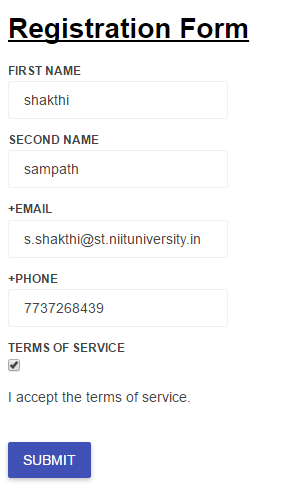 Registration Form
FIRST NAME
shakthi
SECOND NAME
sampath
+EMAIL
s.shakthi@st.niituniversity.in
+PHONE
7737268439
TERMS OF SERVICE
I accept the terms of service.
SUBMIT